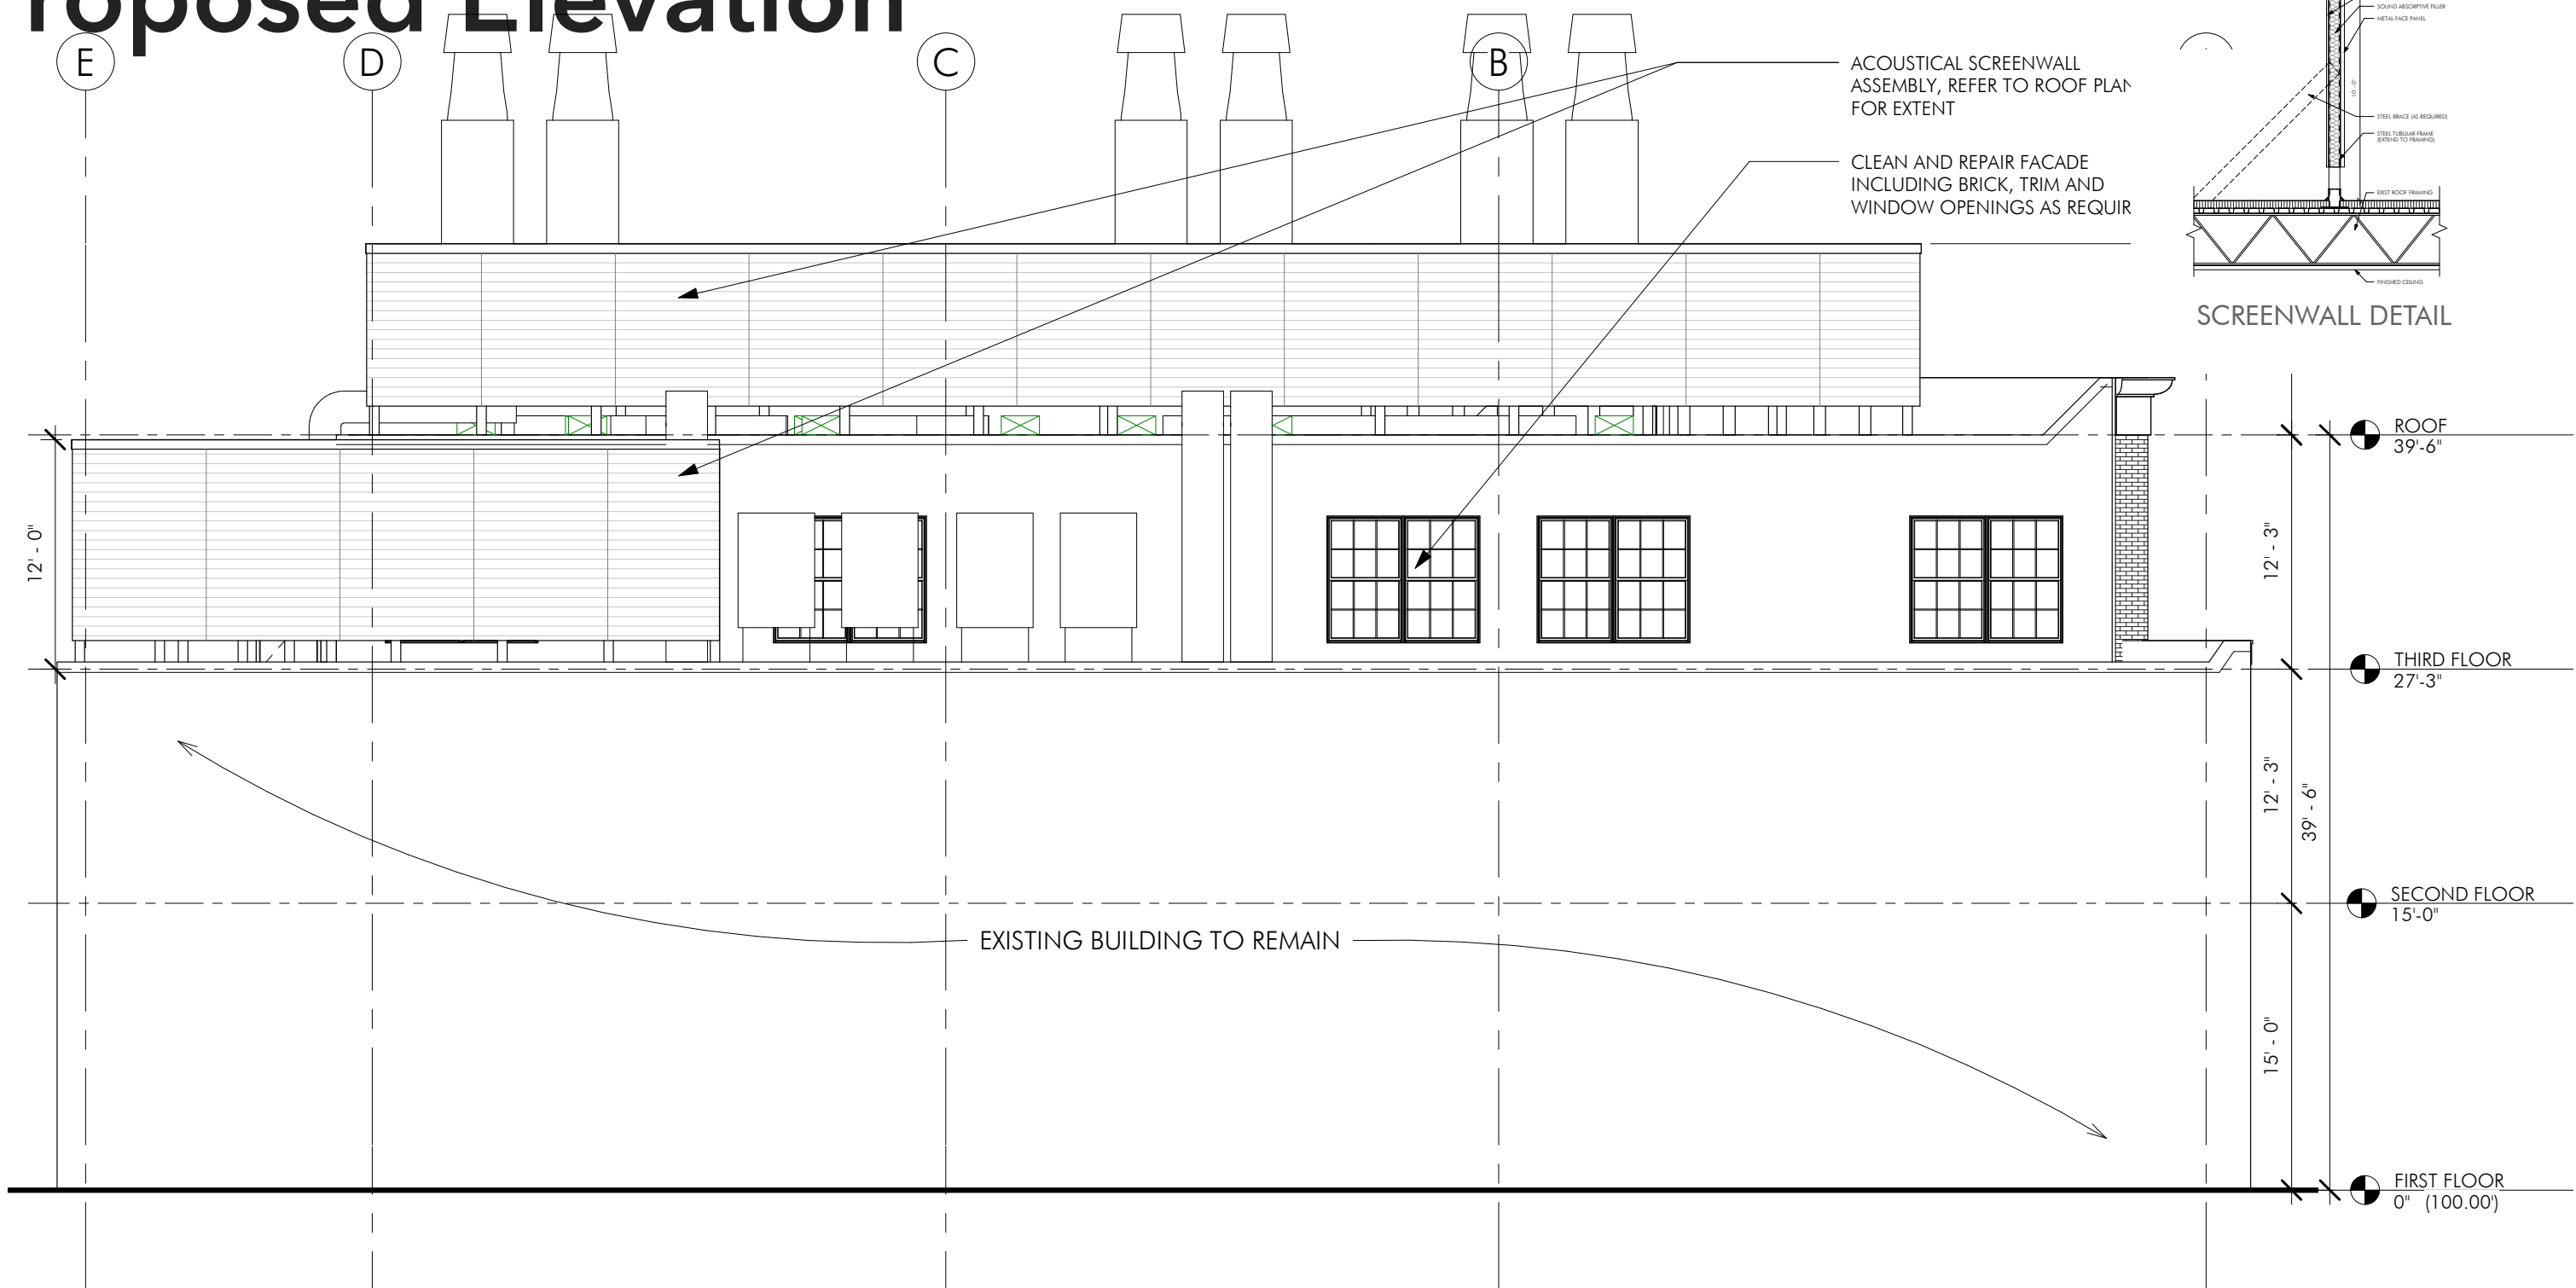 roposed Elevation
E
D
C
B
ACOUSTICAL SCREENWALL
ASSEMBLY, REFER TO ROOF PLAN
FOR EXTENT
CLEAN AND REPAIR FACADE
INCLUDING BRICK, TRIM AND
WINDOW OPENINGS AS REQUIR
SOUND ABSORPTIVE FILLER
METAL FACE PANEL
10' - 0"
STEEL BRACE (AS REQUIRED)
STEEL TUBULAR FRAME
(EXTEND TO FRAMING)
EXIST ROOF FRAMING
FINISHED CEILING
SCREENWALL DETAIL
ROOF
39'-6"
12' - 0"
12' - 3"
THIRD FLOOR
27'-3"
12' - 3"
39' - 6"
SECOND FLOOR
15'-0"
EXISTING BUILDING TO REMAIN
15' - 0"
FIRST FLOOR
0" (100.00')